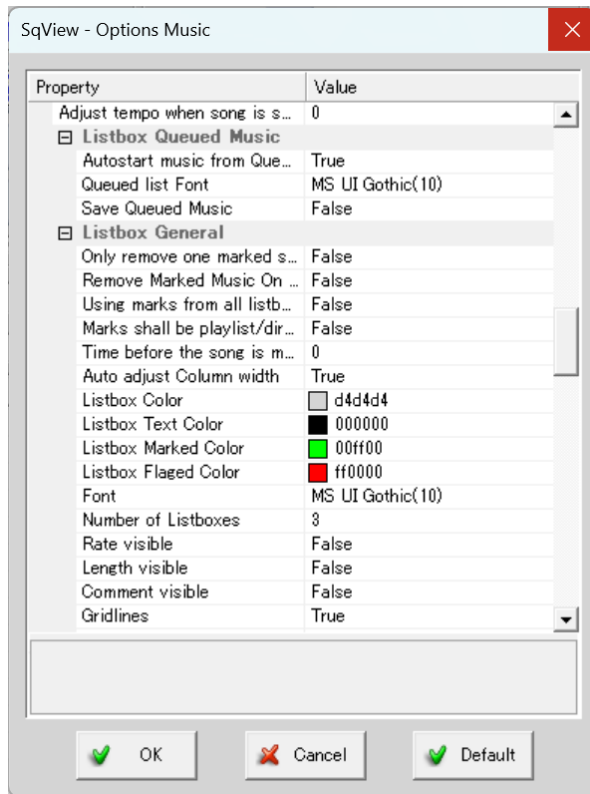 SqView - Options Music
Property Value
Adjust tempo when song is s... 0
Listbox Queued Music
Autostart music from Que... True
Queued list Font MS UI Gothic(10)
Save Queued Music False
Listbox General
Only remove one marked s... False
Remove Marked Music On ... False
Using marks from all listb... False
Marks shall be playlist/dir... False
Time before the song is m... 0
Auto adjust Column width True
Listbox Color d4d4d4
Listbox Text Color 000000
Listbox Marked Color 00ff00
Listbox Flaged Color ff0000
Font MS UI Gothic(10)
Number of Listboxes 3
Rate visible False
Length visible False
Comment visible False
Gridlines True
OK Cancel Default